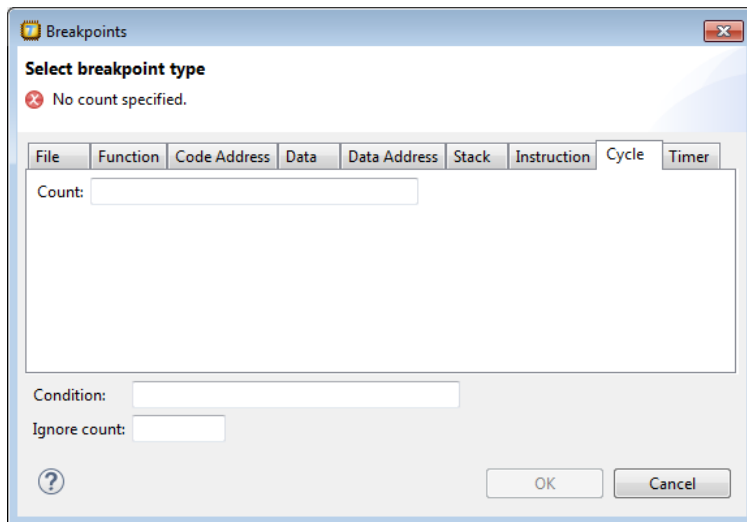 Breakpoints
Select breakpoint type
No count specified.
File Function Code Address Data Data Address Stack Instruction Cycle Timer
Count:
Condition:
Ignore count:
OK Cancel